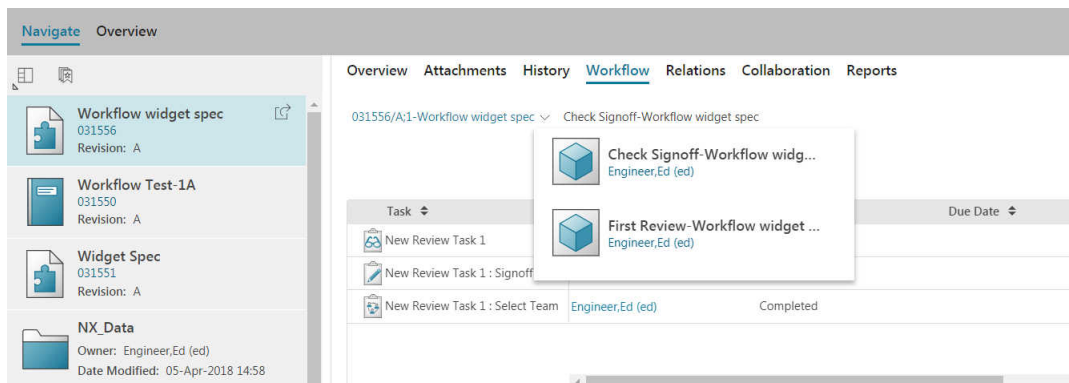 Navigate Overview
Workflow widget spec
031556
Revision: A
Workflow Test-1A
031550
Revision: A
Widget Spec
031551
Revision: A
NX_Data
Owner: Engineer,Ed (ed)
Date Modified: 05-Apr-2018 14:58
Overview Attachments History Workflow Relations Collaboration Reports
031556/A;1-Workflow widget spec Check Signoff-Workflow widget spec
Check Signoff-Workflow widg...
Engineer,Ed (ed)
First Review-Workflow widget ...
Engineer,Ed (ed)
Task Due Date
New Review Task 1
New Review Task 1 : Signoff
New Review Task 1 : Select Team Engineer,Ed (ed) Completed